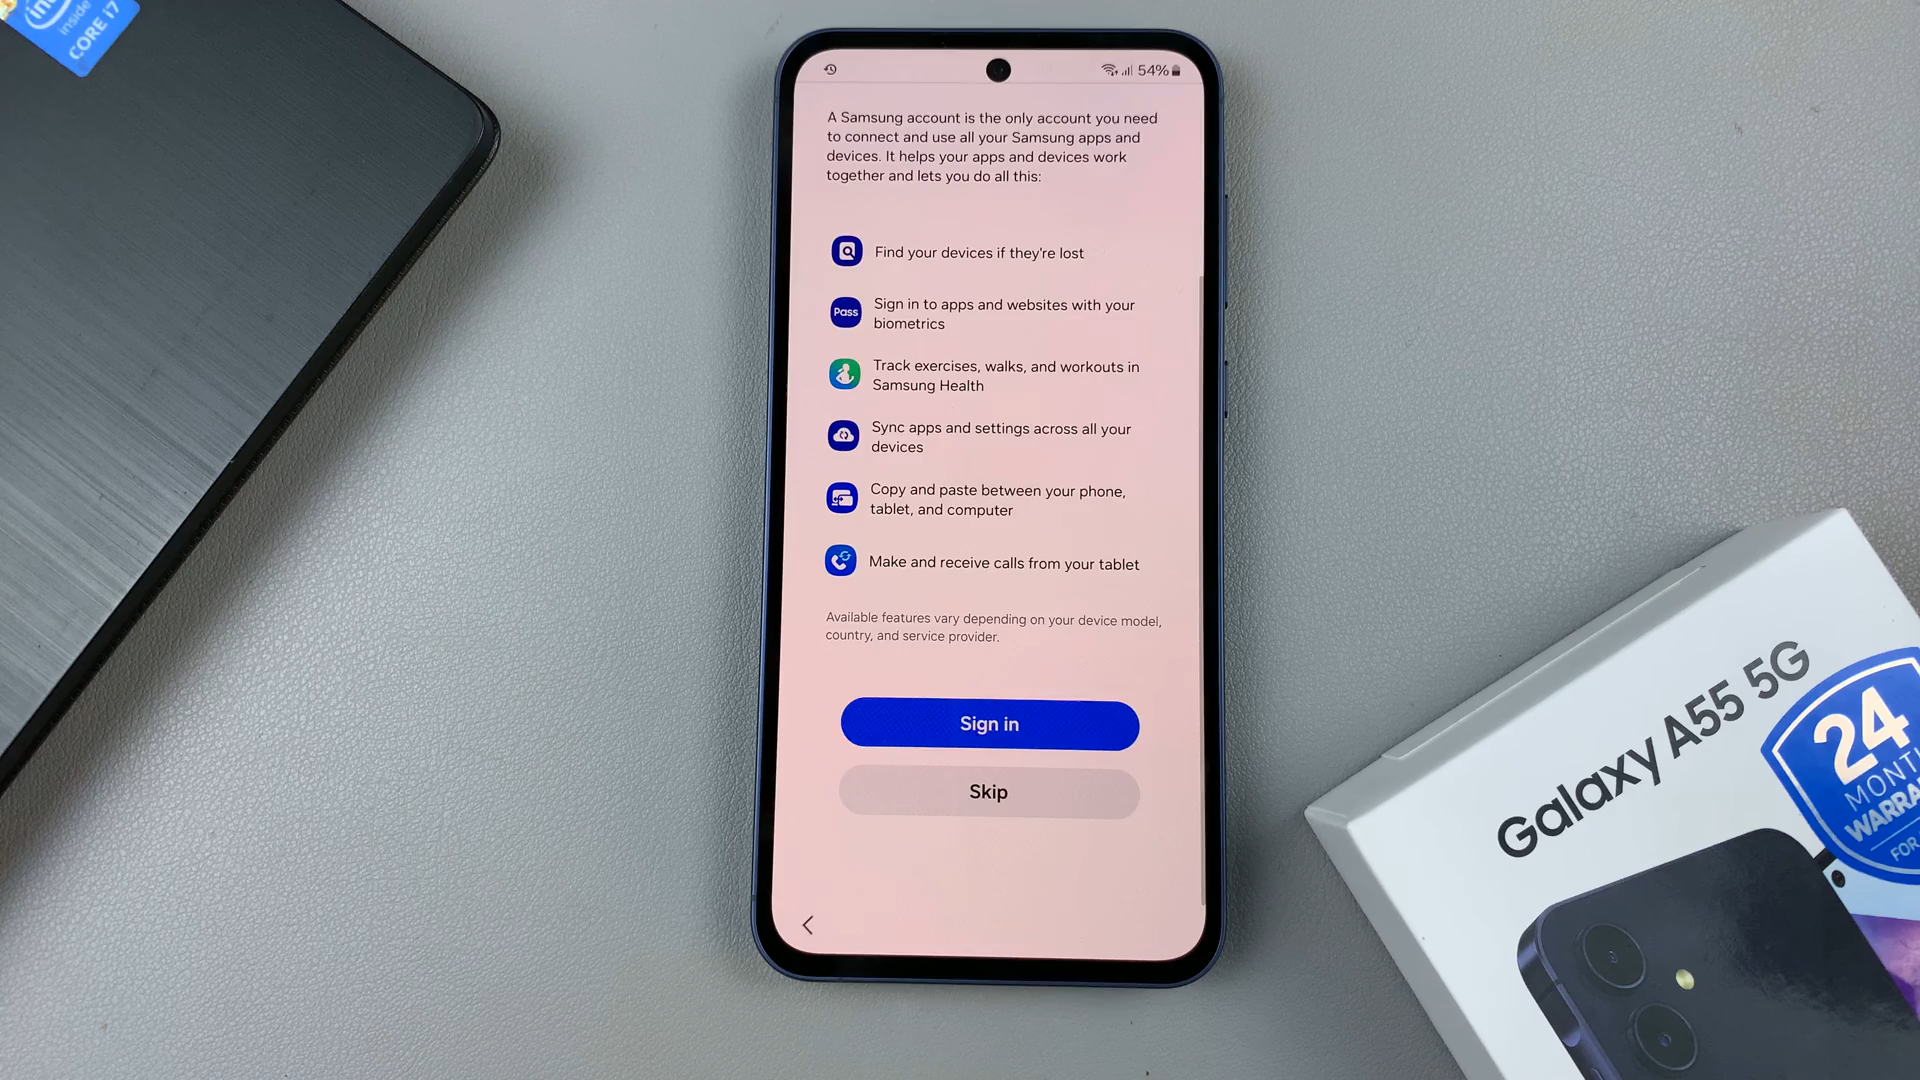 inside
CORE i7
54%
A Samsung account is the only account you need
to connect and use all your Samsung apps and
devices. It helps your apps and devices work
together and lets you do all this:
Find your devices if they're lost
Pass
Sign in to apps and websites with your
biometrics
Track exercises, walks, and workouts in
Samsung Health
Sync apps and settings across all your
devices
Copy and paste between your phone,
tablet, and computer
Make and receive calls from your tablet
Available features vary depending on your device model,
country, and service provider.
Sign in
Skip
Galaxy A55 5G
24
FOR